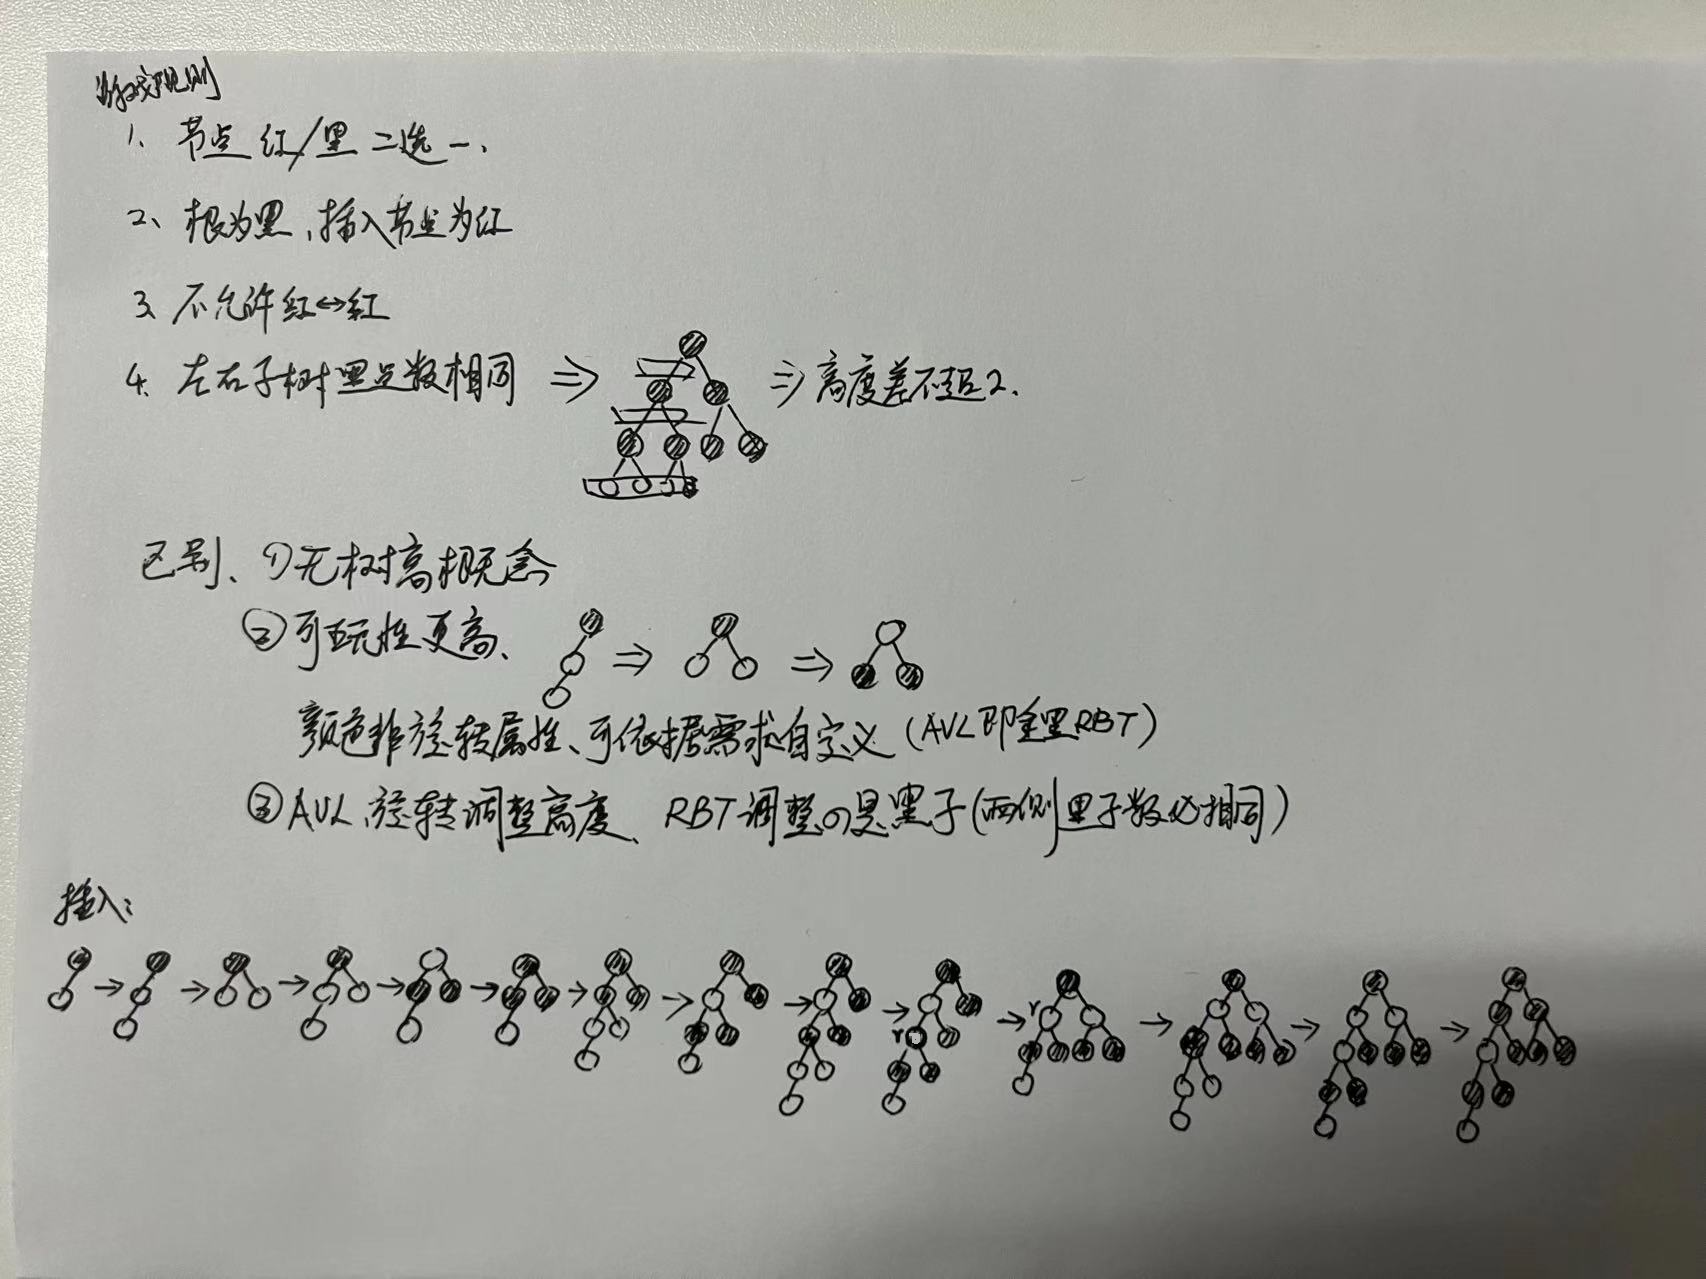 游戏规则
1、节点 红/黑 二选一、
2、根为黑、插入节点为红
3、不允许红↔红
4、左右子树黑点数相同 ⇒ ⇒ 高度差不超2.
区别、①无树高概念
②可玩性更高、 ⇒ ⇒
颜色非旋转属性、可依据需求自定义(AVL即全黑RBT)
③AVL旋转调整高度、RBT调整の是黑子(两侧黑子数必相同)
插入:
r r